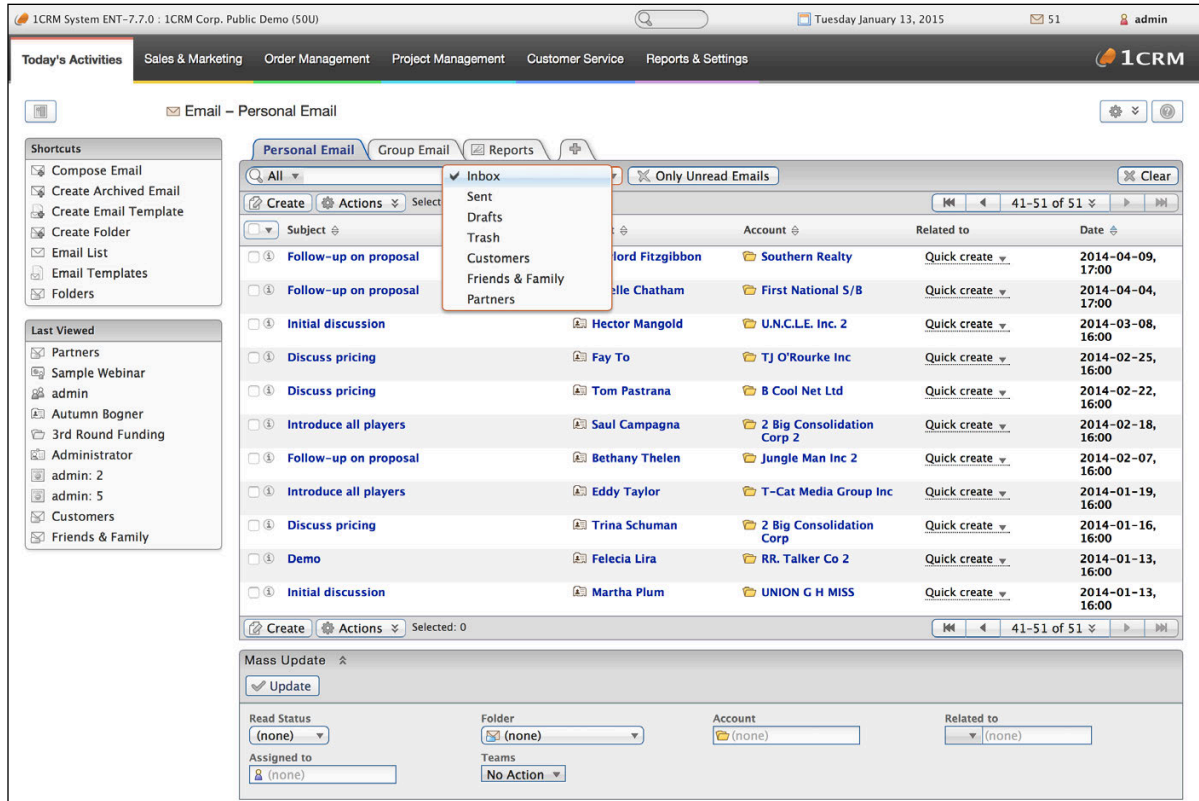 1CRM System ENT-7.7.0 : 1CRM Corp. Public Demo (50U)
Tuesday January 13, 2015
51
admin
Today's Activities Sales & Marketing Order Management Project Management Customer Service Reports & Settings
1CRM
Email – Personal Email
Shortcuts
Compose Email
Create Archived Email
Create Email Template
Create Folder
Email List
Email Templates
Folders
Last Viewed
Partners
Sample Webinar
admin
Autumn Bogner
3rd Round Funding
Administrator
admin: 2
admin: 5
Customers
Friends & Family
Personal Email Group Email Reports
All Only Unread Emails Clear
Inbox
Sent
Drafts
Trash
Customers
Friends & Family
Partners
Create Actions 41-51 of 51
Subject Account Related to Date
Follow-up on proposal Fitzgibbon Southern Realty Quick create 2014-04-09,
17:00
Follow-up on proposal Chatham First National S/B Quick create 2014-04-04,
17:00
Initial discussion Hector Mangold U.N.C.L.E. Inc. 2 Quick create 2014-03-08,
16:00
Discuss pricing Fay To TJ O'Rourke Inc Quick create 2014-02-25,
16:00
Discuss pricing Tom Pastrana B Cool Net Ltd Quick create 2014-02-22,
16:00
Introduce all players Saul Campagna 2 Big Consolidation Quick create 2014-02-18,
Corp 2 16:00
Follow-up on proposal Bethany Thelen Jungle Man Inc 2 Quick create 2014-02-07,
16:00
Introduce all players Eddy Taylor T-Cat Media Group Inc Quick create 2014-01-19,
16:00
Discuss pricing Trina Schuman 2 Big Consolidation Quick create 2014-01-16,
Corp 16:00
Demo Felecia Lira RR. Talker Co 2 Quick create 2014-01-13,
16:00
Initial discussion Martha Plum UNION G H MISS Quick create 2014-01-13,
16:00
Create Actions Selected: 0 41-51 of 51
Mass Update
Update
Read Status Folder Account Related to
(none) (none) (none) (none)
Assigned to Teams
(none) No Action